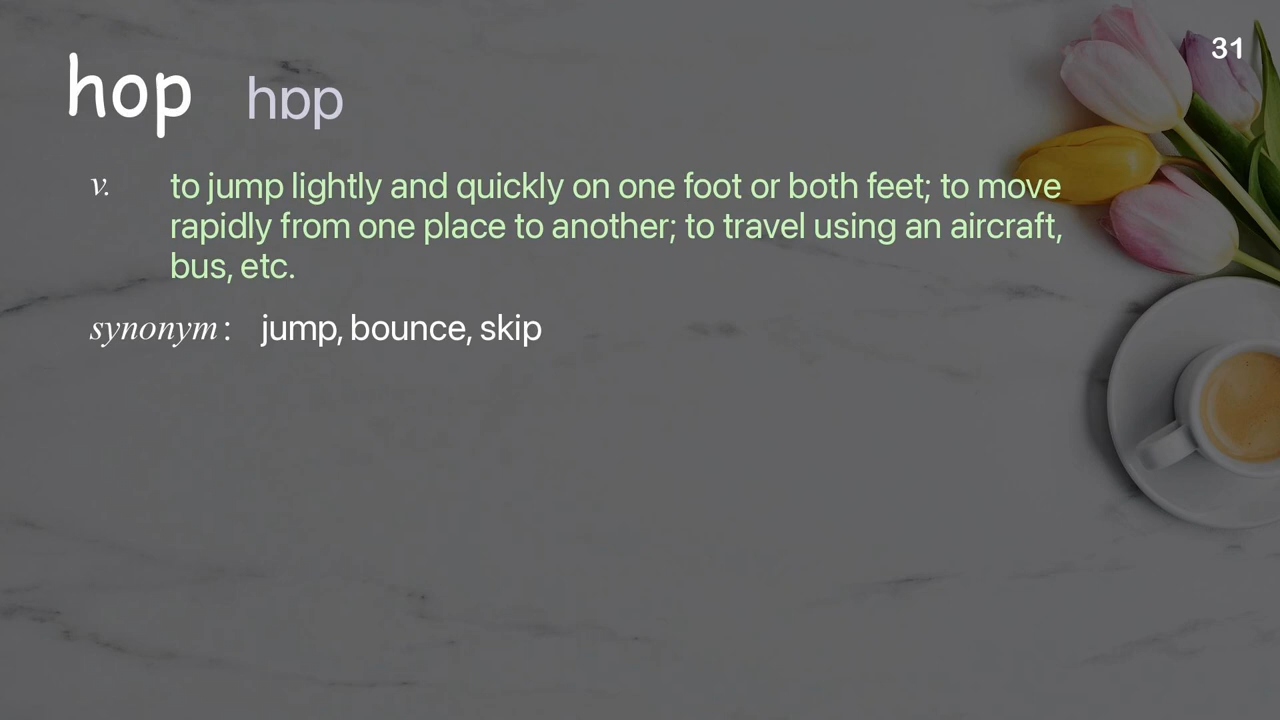 31
hop hɒp
v. to jump lightly and quickly on one foot or both feet; to move
rapidly from one place to another; to travel using an aircraft,
bus, etc.
synonym : jump, bounce, skip